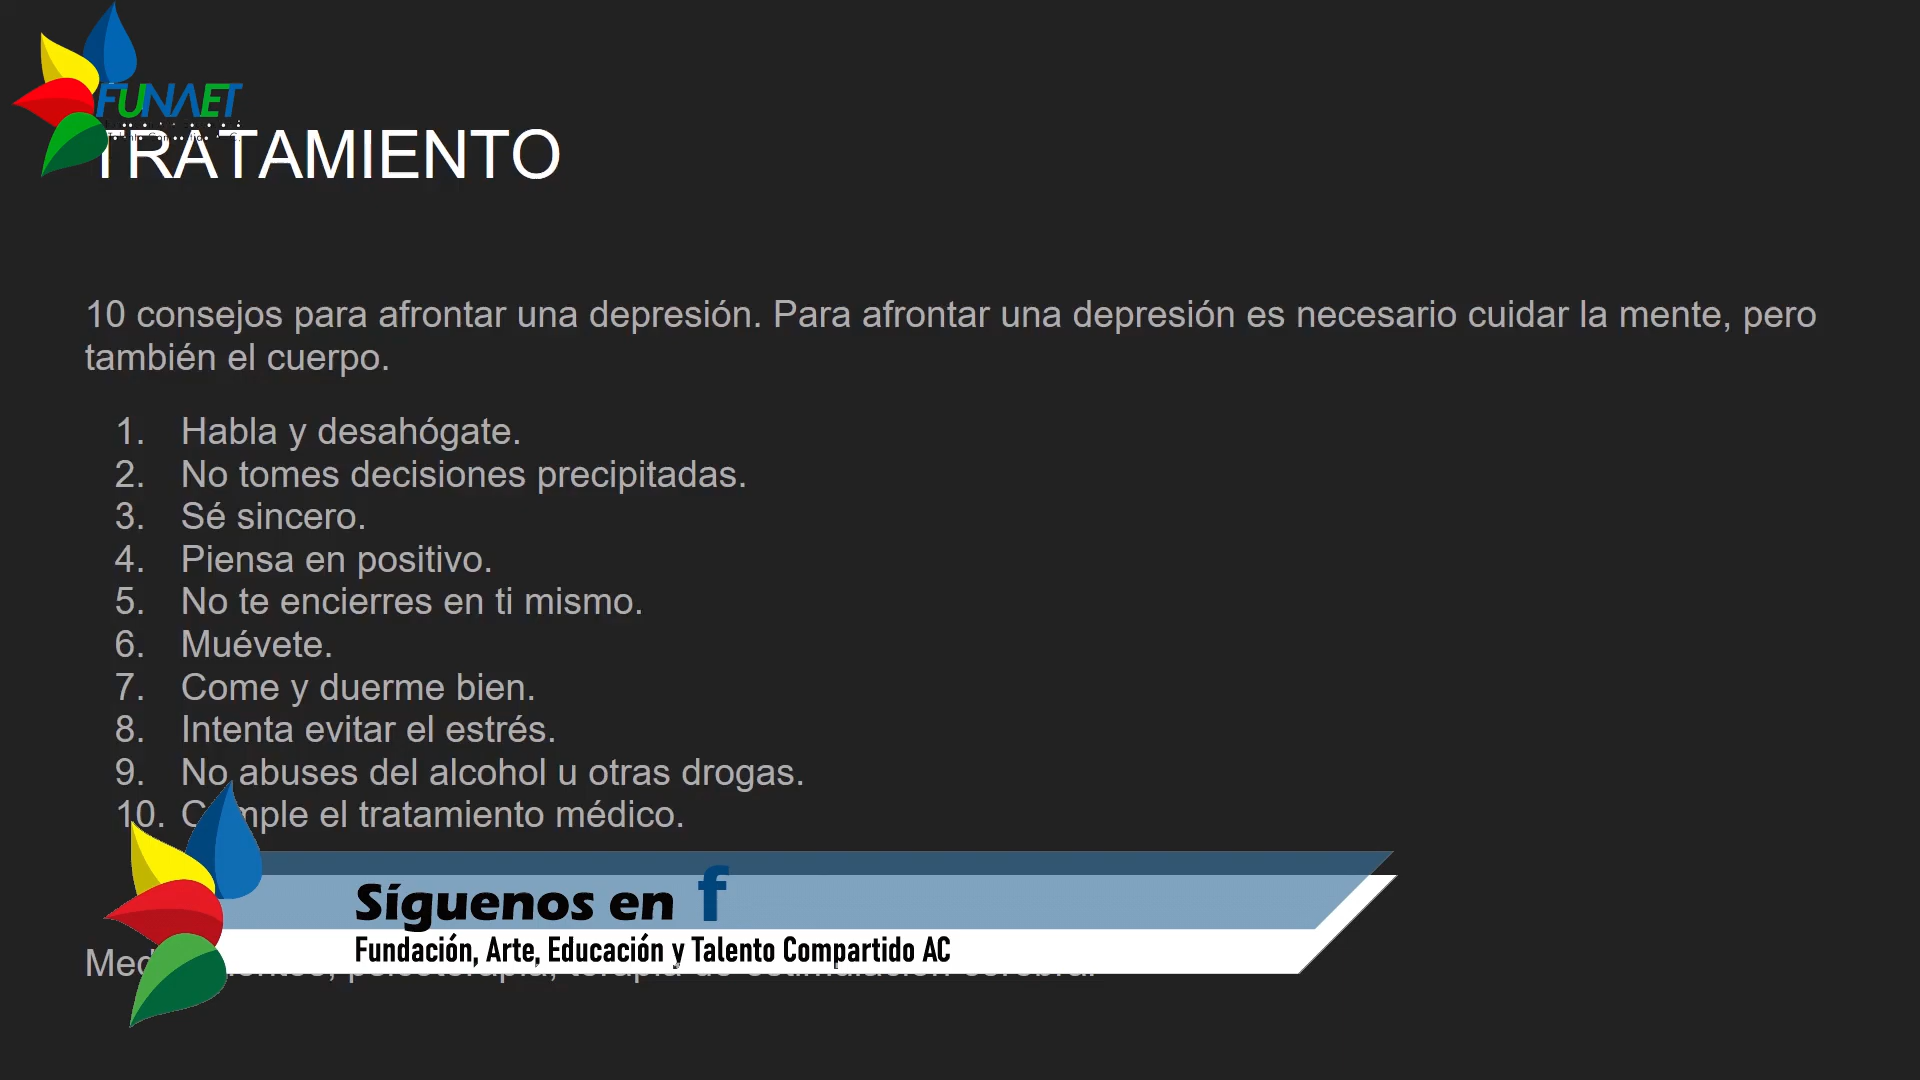 FUNAET
TRATAMIENTO
10 consejos para afrontar una depresión. Para afrontar una depresión es necesario cuidar la mente, pero
también el cuerpo.
1. Habla y desahógate.
2. No tomes decisiones precipitadas.
3. Sé sincero.
4. Piensa en positivo.
5. No te encierres en ti mismo.
6. Muévete.
7. Come y duerme bien.
8. Intenta evitar el estrés.
9. No abuses del alcohol u otras drogas.
10. Cumple el tratamiento médico.
Síguenos en f
Fundación, Arte, Educación y Talento Compartido AC